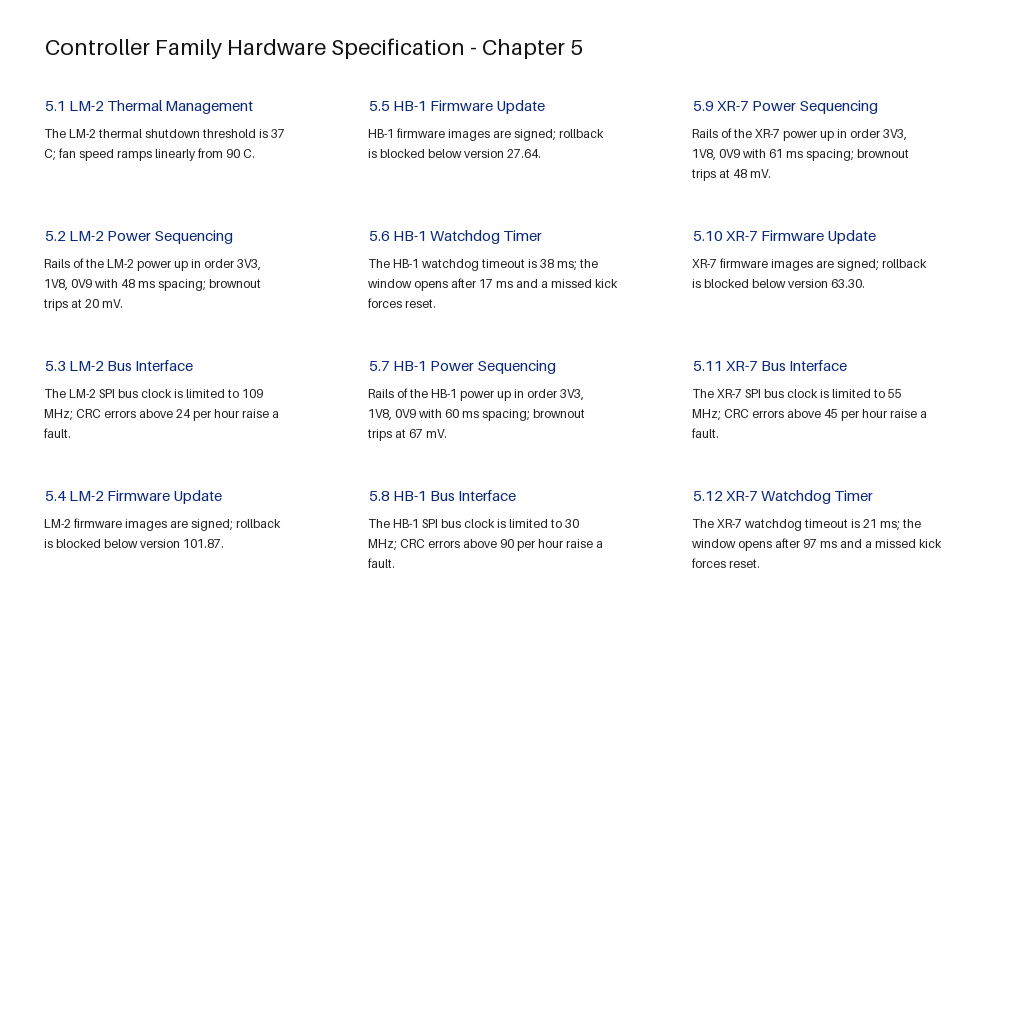 Controller Family Hardware Specification - Chapter 5
5.1 LM-2 Thermal Management
The LM-2 thermal shutdown threshold is 37
C; fan speed ramps linearly from 90 C.
5.2 LM-2 Power Sequencing
Rails of the LM-2 power up in order 3V3,
1V8, 0V9 with 48 ms spacing; brownout
trips at 20 mV.
5.3 LM-2 Bus Interface
The LM-2 SPI bus clock is limited to 109
MHz; CRC errors above 24 per hour raise a
fault.
5.4 LM-2 Firmware Update
LM-2 firmware images are signed; rollback
is blocked below version 101.87.
5.5 HB-1 Firmware Update
HB-1 firmware images are signed; rollback
is blocked below version 27.64.
5.6 HB-1 Watchdog Timer
The HB-1 watchdog timeout is 38 ms; the
window opens after 17 ms and a missed kick
forces reset.
5.7 HB-1 Power Sequencing
Rails of the HB-1 power up in order 3V3,
1V8, 0V9 with 60 ms spacing; brownout
trips at 67 mV.
5.8 HB-1 Bus Interface
The HB-1 SPI bus clock is limited to 30
MHz; CRC errors above 90 per hour raise a
fault.
5.9 XR-7 Power Sequencing
Rails of the XR-7 power up in order 3V3,
1V8, 0V9 with 61 ms spacing; brownout
trips at 48 mV.
5.10 XR-7 Firmware Update
XR-7 firmware images are signed; rollback
is blocked below version 63.30.
5.11 XR-7 Bus Interface
The XR-7 SPI bus clock is limited to 55
MHz; CRC errors above 45 per hour raise a
fault.
5.12 XR-7 Watchdog Timer
The XR-7 watchdog timeout is 21 ms; the
window opens after 97 ms and a missed kick
forces reset.